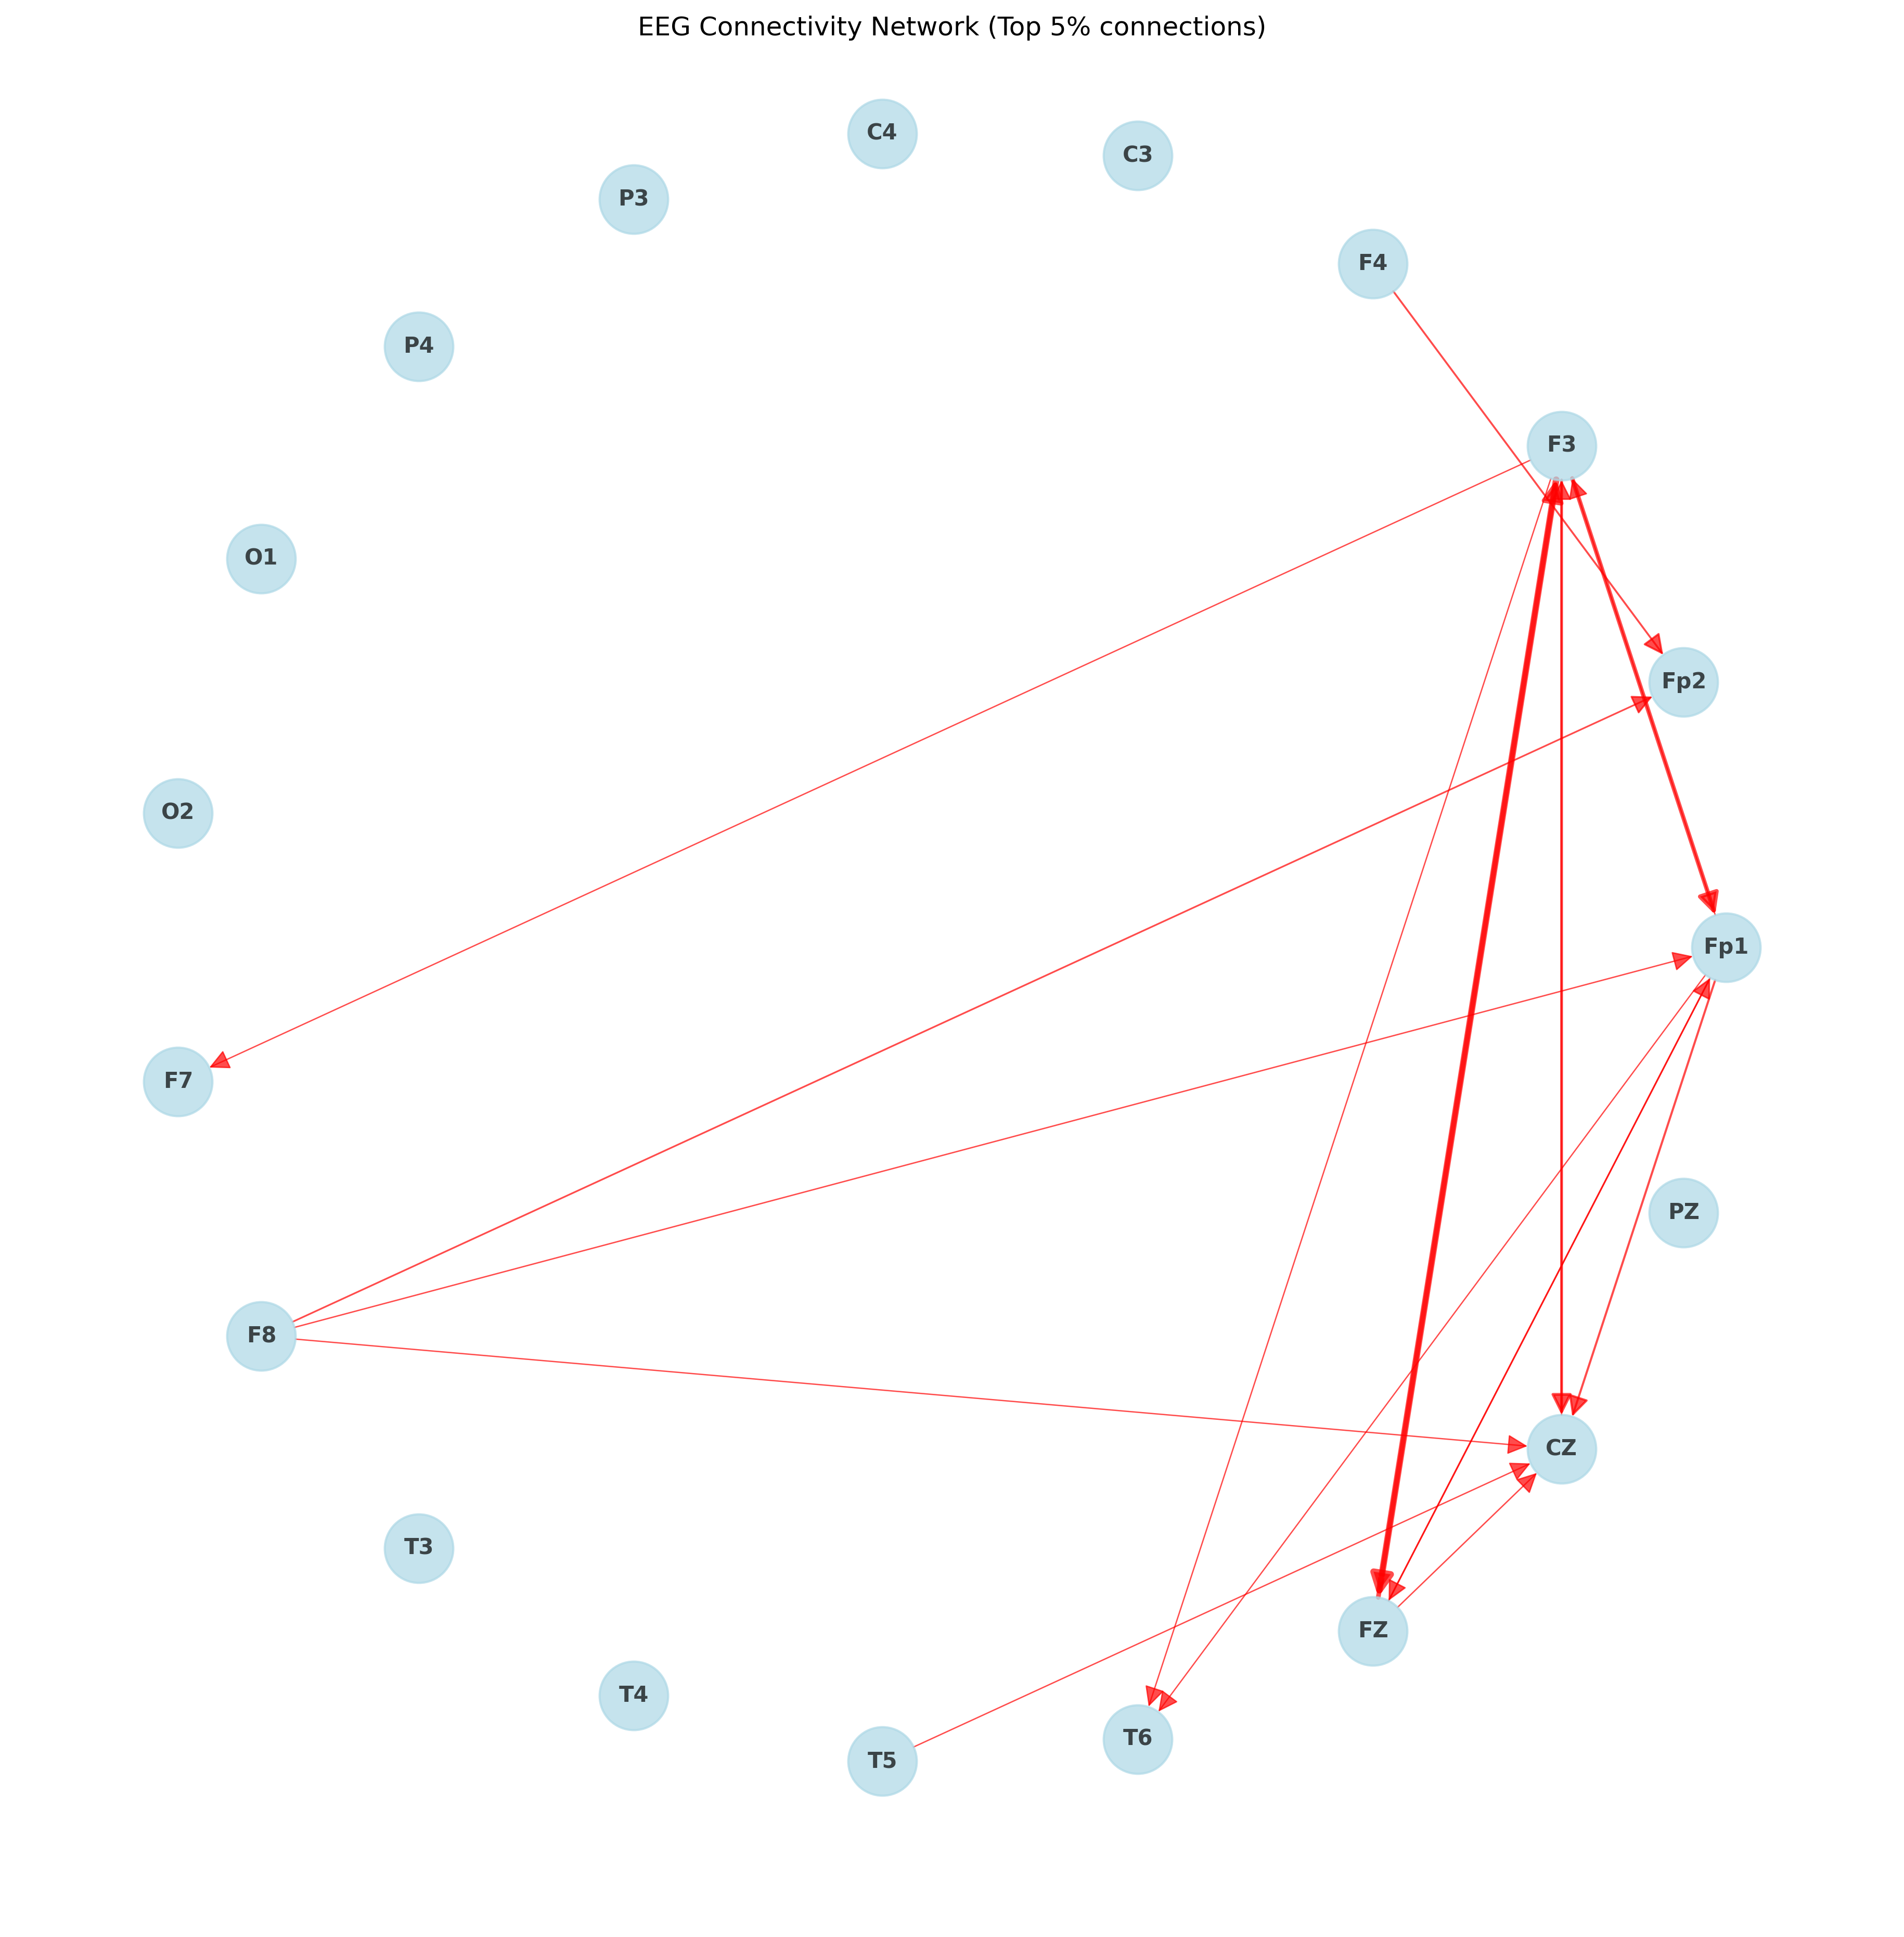 EEG Connectivity Network (Top 5% connections)
C4
C3
P3
F4
P4
F3
O1
Fp2
O2
Fp1
F7
PZ
F8
CZ
T3
FZ
T4
T6
T5